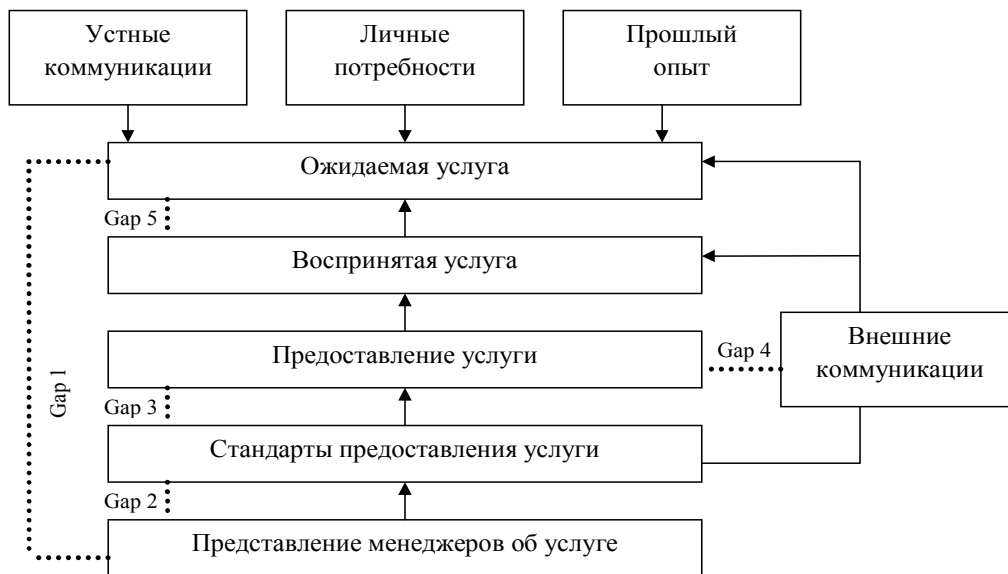 Устные
коммуникации
Личные
потребности
Прошлый
опыт
Ожидаемая услуга
Gap 5
Воспринятая услуга
Предоставление услуги
Gap 4
Внешние
коммуникации
Gap 1
Gap 3
Стандарты предоставления услуги
Gap 2
Представление менеджеров об услуге